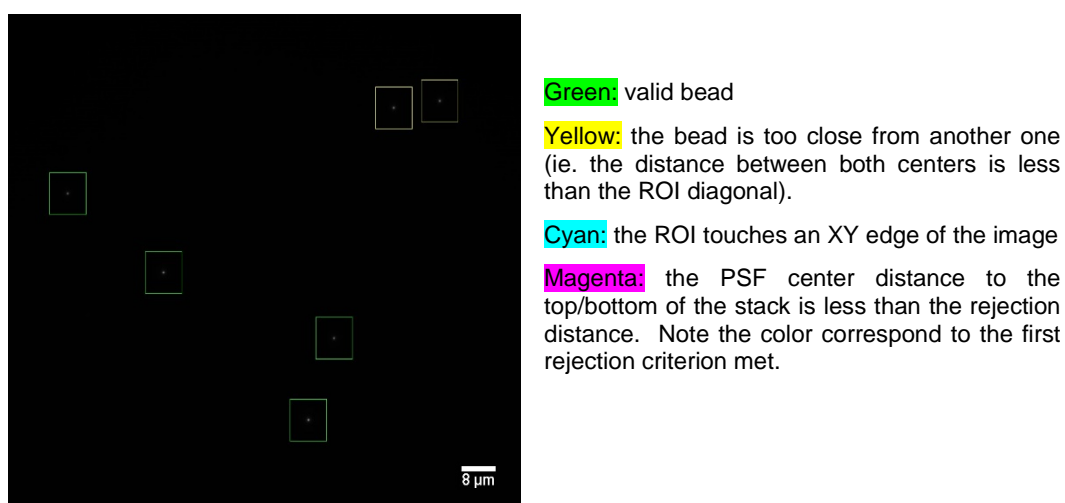 Green: valid bead
Yellow: the bead is too close from another one
(ie. the distance between both centers is less
than the ROI diagonal).
Cyan: the ROI touches an XY edge of the image
Magenta: the PSF center distance to the
top/bottom of the stack is less than the rejection
distance. Note the color correspond to the first
rejection criterion met.
8 µm